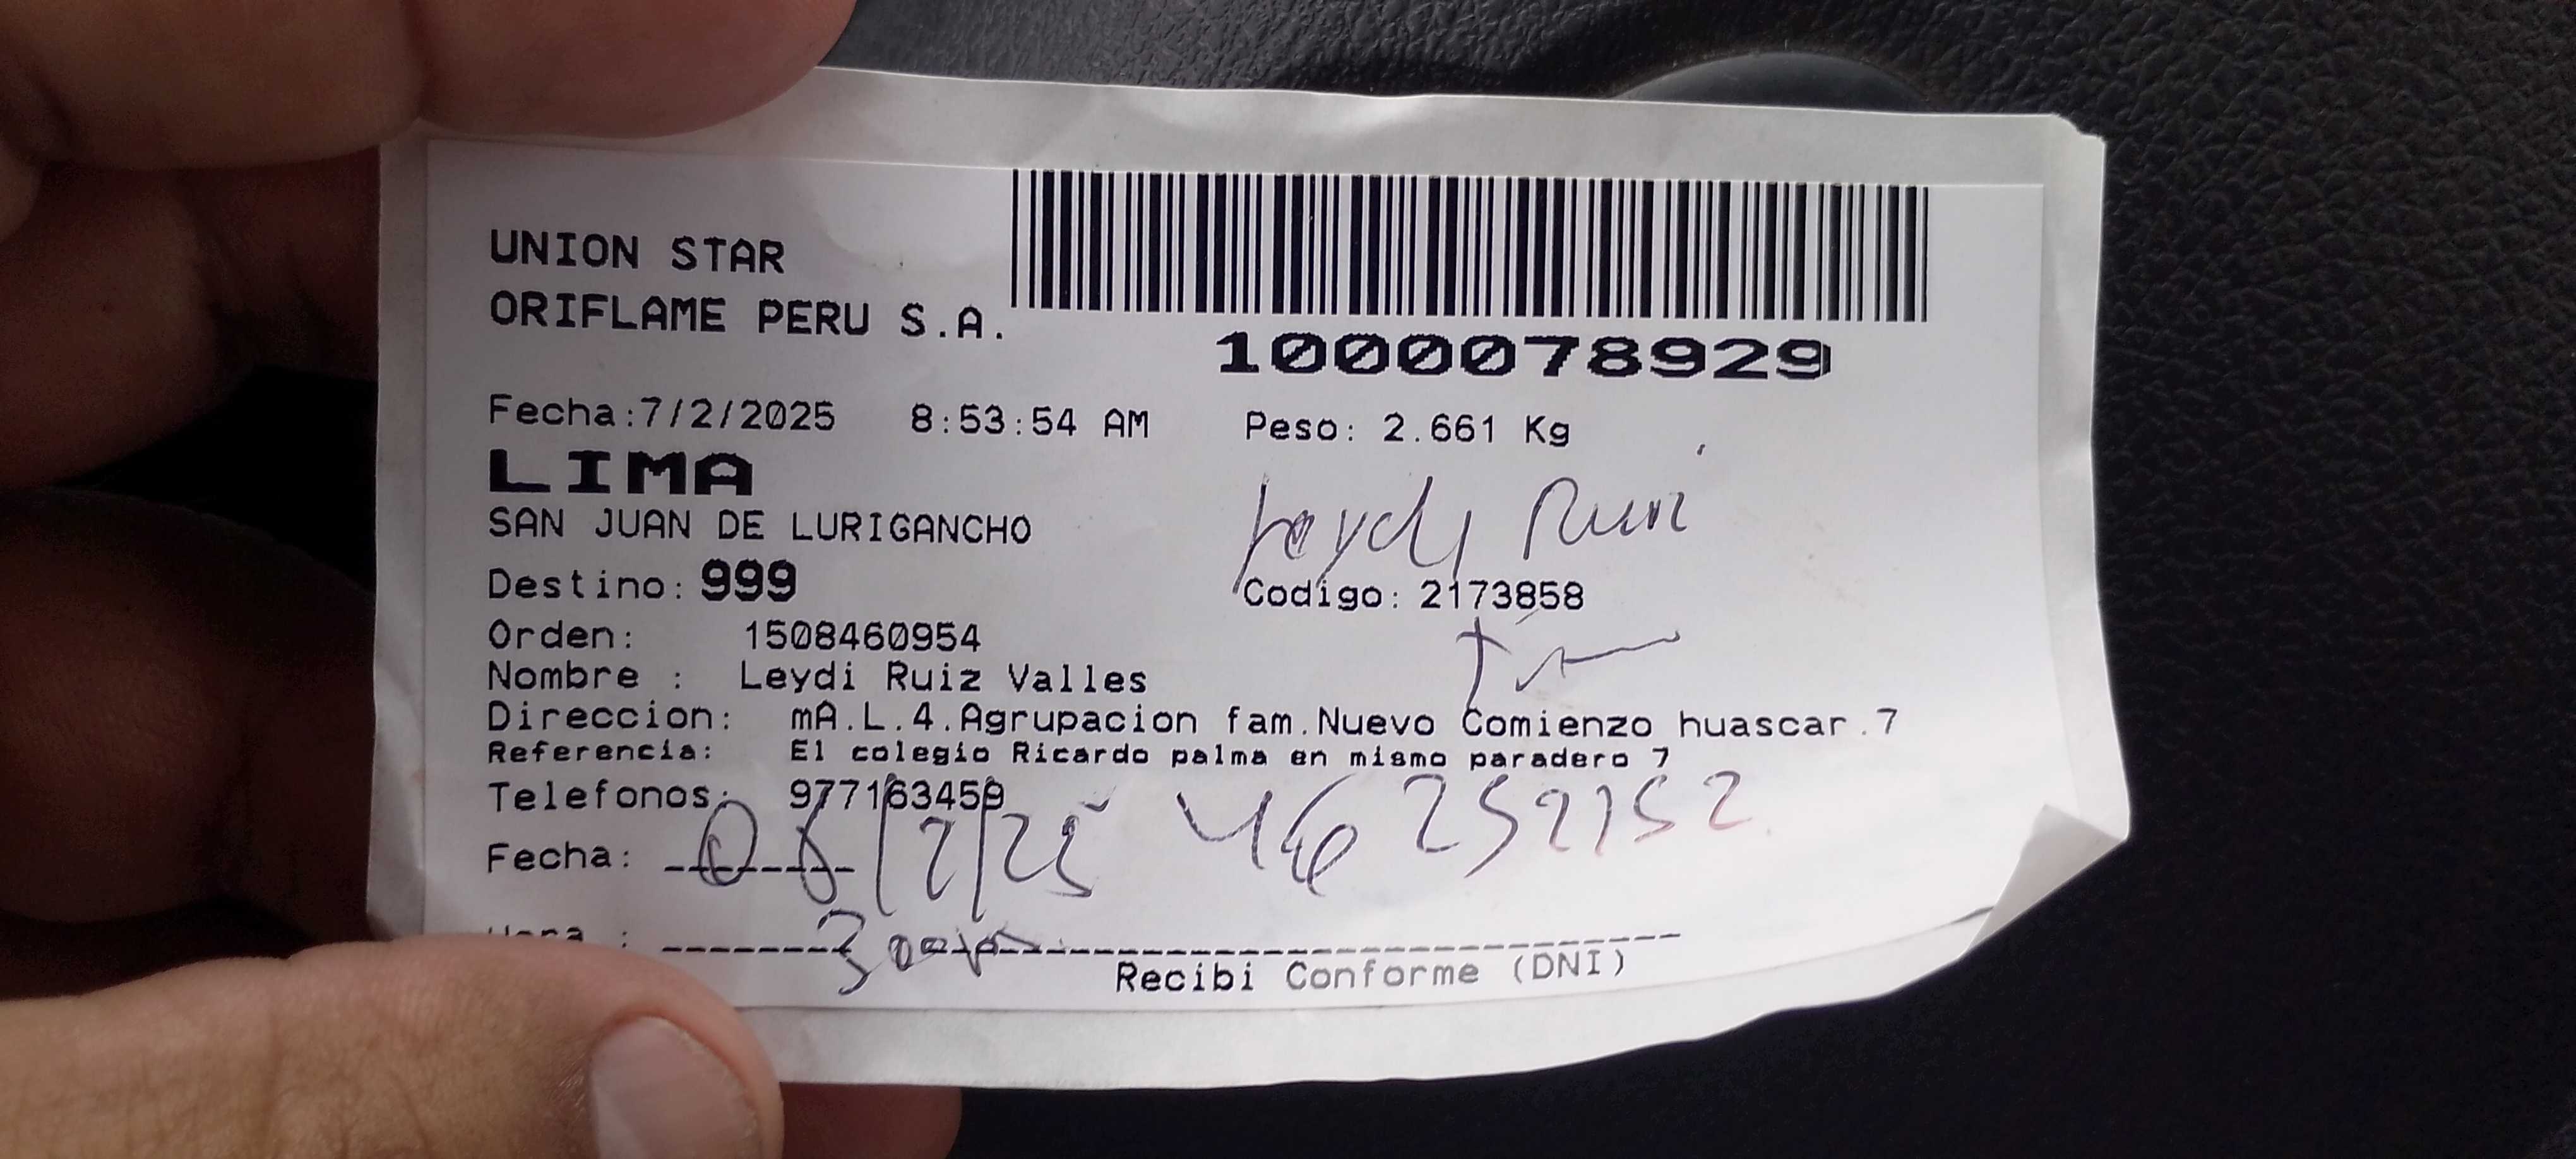 UNION STAR
ORIFLAME PERU S.A.
1000078929
Fecha:7/2/2025 8:53:54 AM Peso: 2.661 Kg
LIMA
SAN JUAN DE LURIGANCHO
Leydi Ruiz
Destino: 999 Codigo: 2173858
Orden: 1508460954
Nombre : Leydi Ruiz Valles
Direccion: mA.L.4.Agrupacion fam.Nuevo Comienzo huascar.7
Referencia: El colegio Ricardo palma en mismo paradero 7
Telefonos: 977163459
Fecha: 08/2/25 46252152
Hora :
Recibi Conforme (DNI)